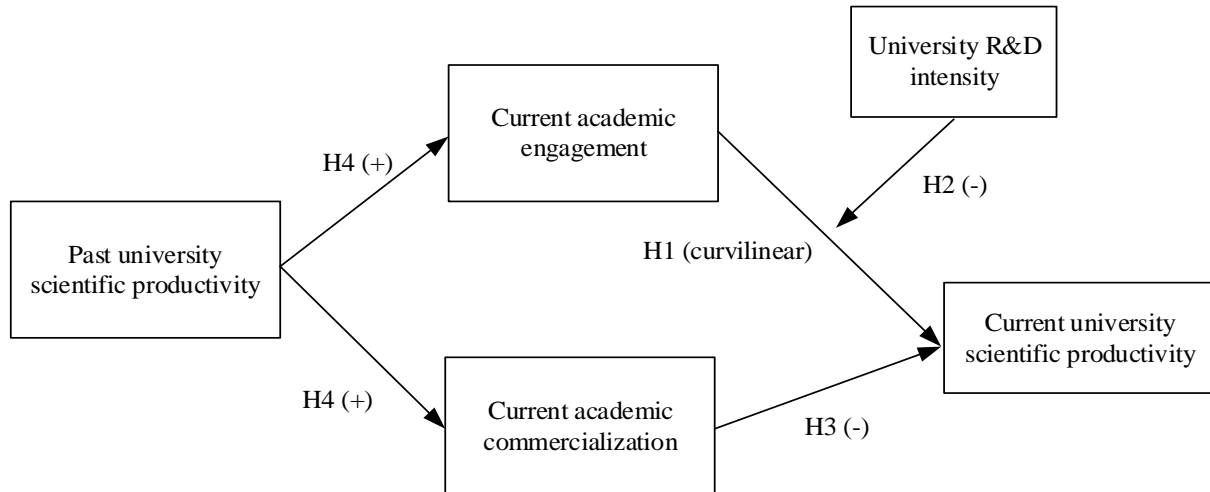 University R&D
intensity
Current academic
engagement
H4 (+)
H2 (-)
Past university
scientific productivity
H1 (curvilinear)
Current university
scientific productivity
H4 (+)
Current academic
commercialization
H3 (-)